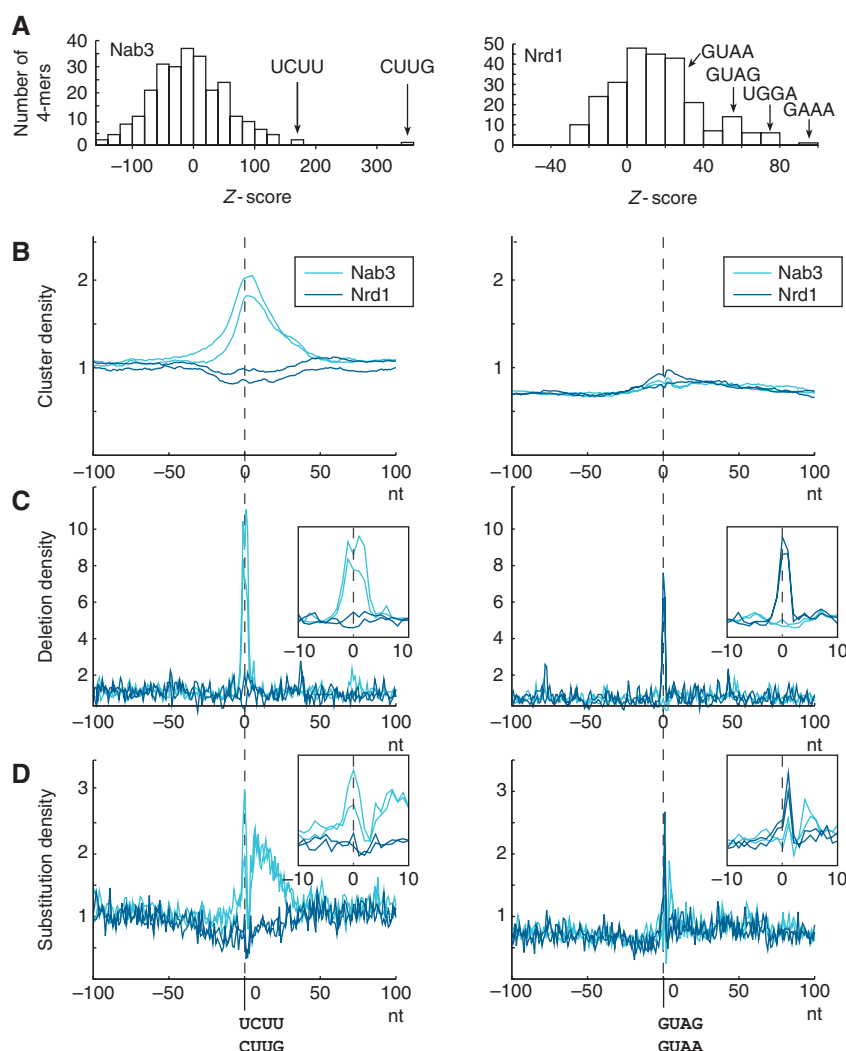 A
Nab3
UCUU
CUUG
Number of
4-mers
40
30
20
10
0
−100
0
100
200
300
Z-score
Nrd1
GUAA
GUAG
UGGA
GAAA
50
40
30
20
10
0
−40
0
40
80
Z-score
B
Cluster density
2
1
Nab3
Nrd1
−100
−50
0
50
100
nt
2
1
Nab3
Nrd1
−100
−50
0
50
100
nt
C
Deletion density
10
8
6
4
2
−10
0
10
−100
−50
0
50
100
nt
10
8
6
4
2
−10
0
10
−100
−50
0
50
100
nt
D
Substitution density
3
2
1
−10
0
10
−100
−50
0
50
100
nt
UCUU
CUUG
3
2
1
−10
0
10
−100
−50
0
50
100
nt
GUAG
GUAA